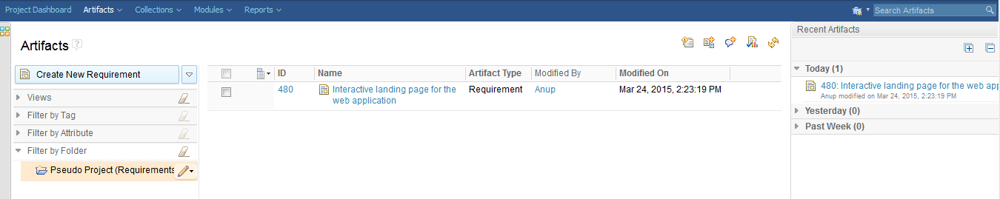 Project Dashboard Artifacts Collections Modules Reports Search Artifacts
Artifacts ?
Create New Requirement
Views
Filter by Tag
Filter by Attribute
Filter by Folder
Pseudo Project (Requirements
ID Name Artifact Type Modified By Modified On
480 Interactive landing page for the Requirement Anup Mar 24, 2015, 2:23:19 PM
web application
Recent Artifacts
Today (1)
480: Interactive landing page for the web app
Anup modified on Mar 24, 2015, 2:23:19 PM
Yesterday (0)
Past Week (0)